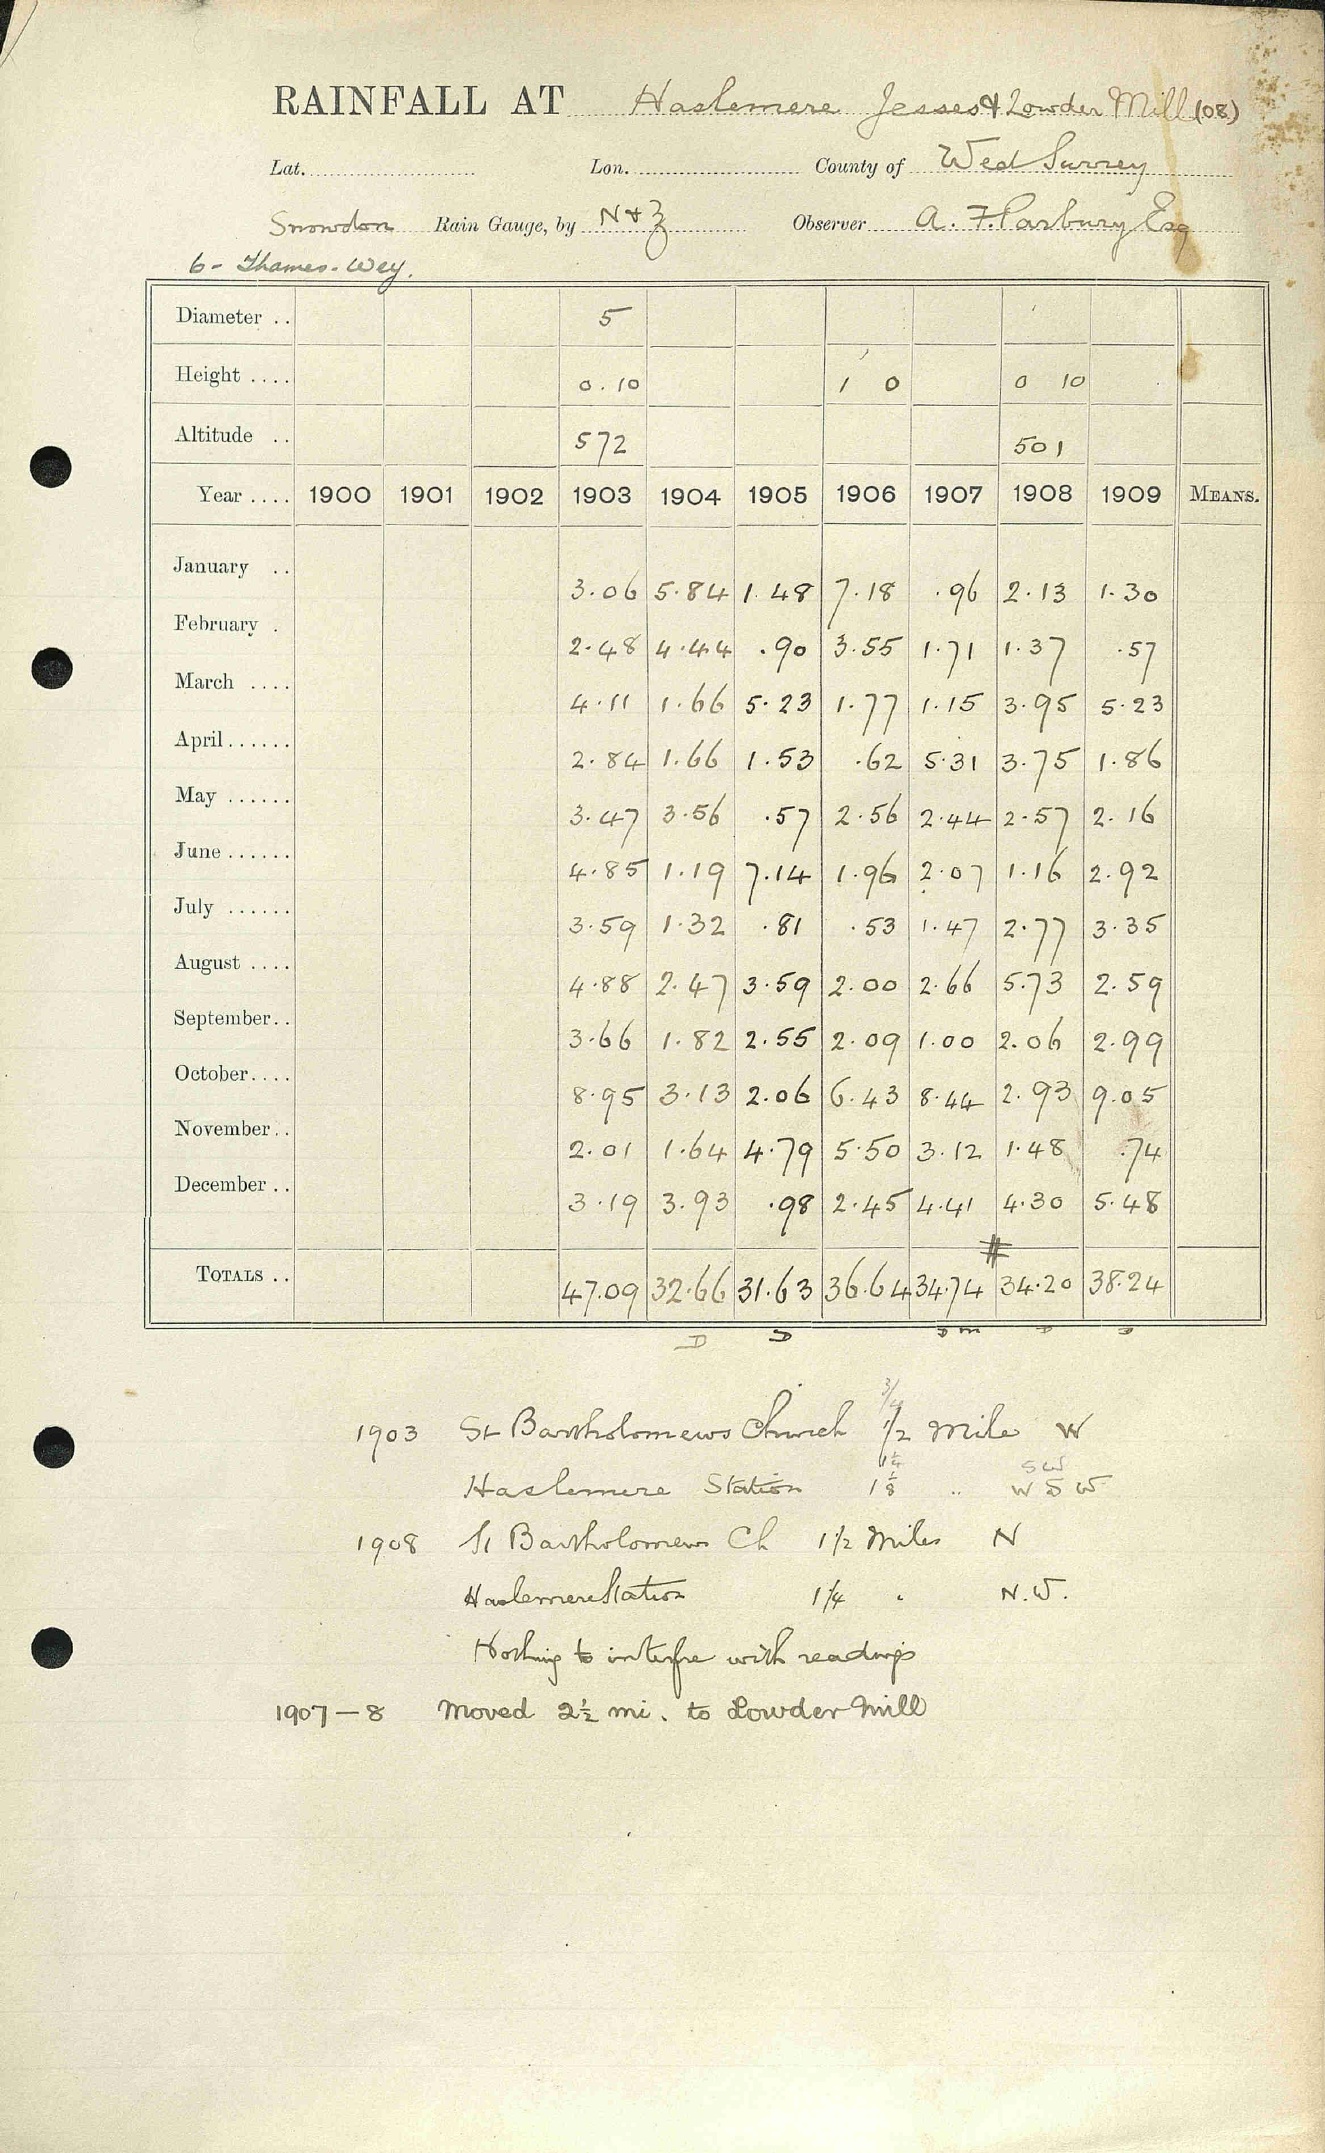 RAINFALL AT Haslemere Jesses & Lowder Mill (08)
Lat. Lon. County of Wed Surrey
Snowdon Rain Gauge, by N & Z Observer A. F. Parbury Esq
6 - Thames - Wey.
Diameter .. 5
Height .... 0.10 1 0 0 10
Altitude .. 572 501
Year .... 1900 1901 1902 1903 1904 1905 1906 1907 1908 1909 MEANS.
January .. 3.06 5.84 1.48 7.18 .96 2.13 1.30
February . 2.48 4.44 .90 3.55 1.71 1.37 .57
March .... 4.11 1.66 5.23 1.77 1.15 3.95 5.23
April ...... 2.84 1.66 1.53 .62 5.31 3.75 1.86
May ...... 3.47 3.56 .57 2.56 2.44 2.57 2.16
June ...... 4.85 1.19 7.14 1.96 2.07 1.16 2.92
July ...... 3.59 1.32 .81 .53 1.47 2.77 3.35
August .... 4.88 2.47 3.59 2.00 2.66 5.73 2.59
September .. 3.66 1.82 2.55 2.09 1.00 2.06 2.99
October .... 8.95 3.13 2.06 6.43 8.44 2.93 9.05
November .. 2.01 1.64 4.79 5.50 3.12 1.48 .74
December .. 3.19 3.93 .98 2.45 4.41 4.30 5.48
#
TOTALS .. 47.09 32.66 31.63 36.64 34.74 34.20 38.24
D D D m D D
3/4
1903 St Bartholomews Church 1/2 Mile W
1 1/4 SW
Haslemere Station 1 1/8 " WSW
1908 St Bartholomews Ch 1 1/2 Miles N
Haslemere Station 1 1/4 " N.W.
Nothing to interfre with readings
1907 — 8 Moved 2 1/2 mi. to Lowder Mill